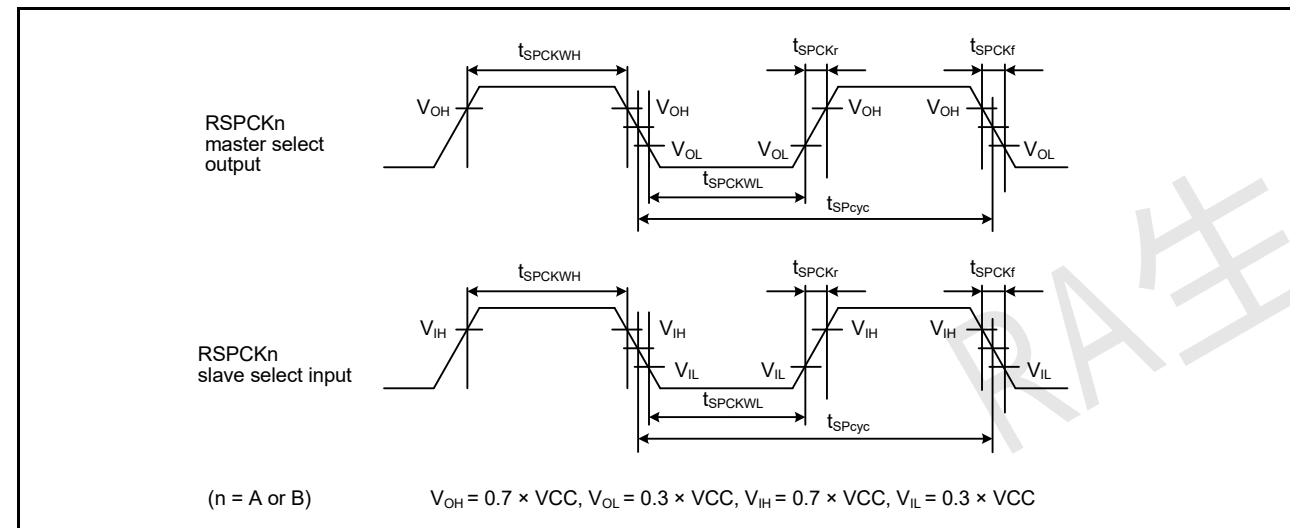 tSPCKWH
tSPCKr
tSPCKf
VOH
VOH
VOH
VOH
RSPCKn
master select
output
VOL
VOL
VOL
tSPCKWL
tSPcyc
tSPCKWH
tSPCKr
tSPCKf
VIH
VIH
VIH
VIH
RSPCKn
slave select input
VIL
VIL
VIL
tSPCKWL
tSPcyc
(n = A or B)
VOH = 0.7 × VCC, VOL = 0.3 × VCC, VIH = 0.7 × VCC, VIL = 0.3 × VCC
RA生